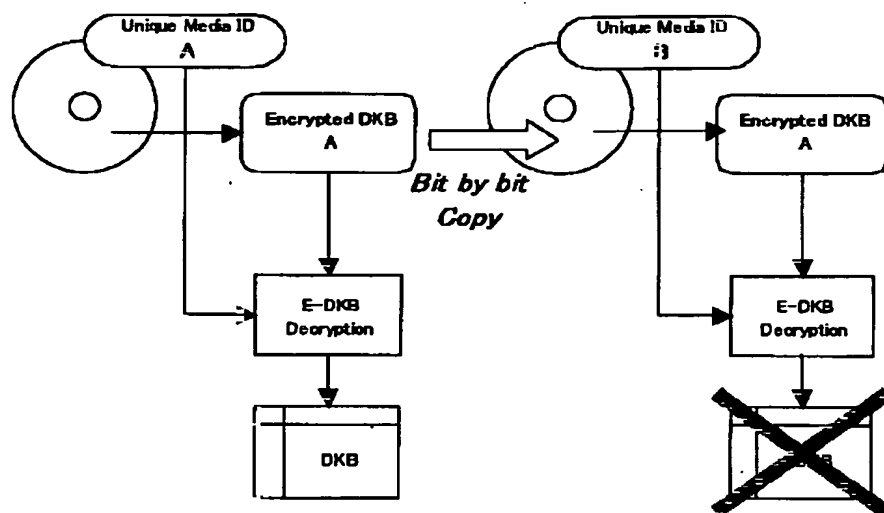 Unique Media ID
A
Unique Media ID
B
Encrypted DKB
A
Bit by bit
Copy
Encrypted DKB
A
E-DKB
Decryption
E-DKB
Decryption
DKB